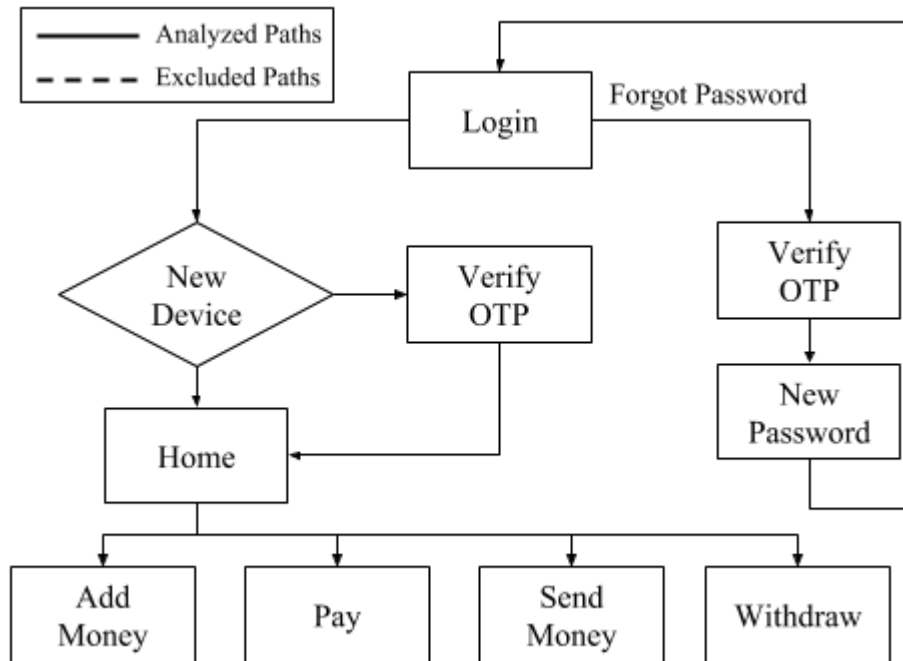 Analyzed Paths
Excluded Paths
Login
Forgot Password
New
Device
Verify
OTP
Verify
OTP
New
Password
Home
Add
Money
Pay
Send
Money
Withdraw